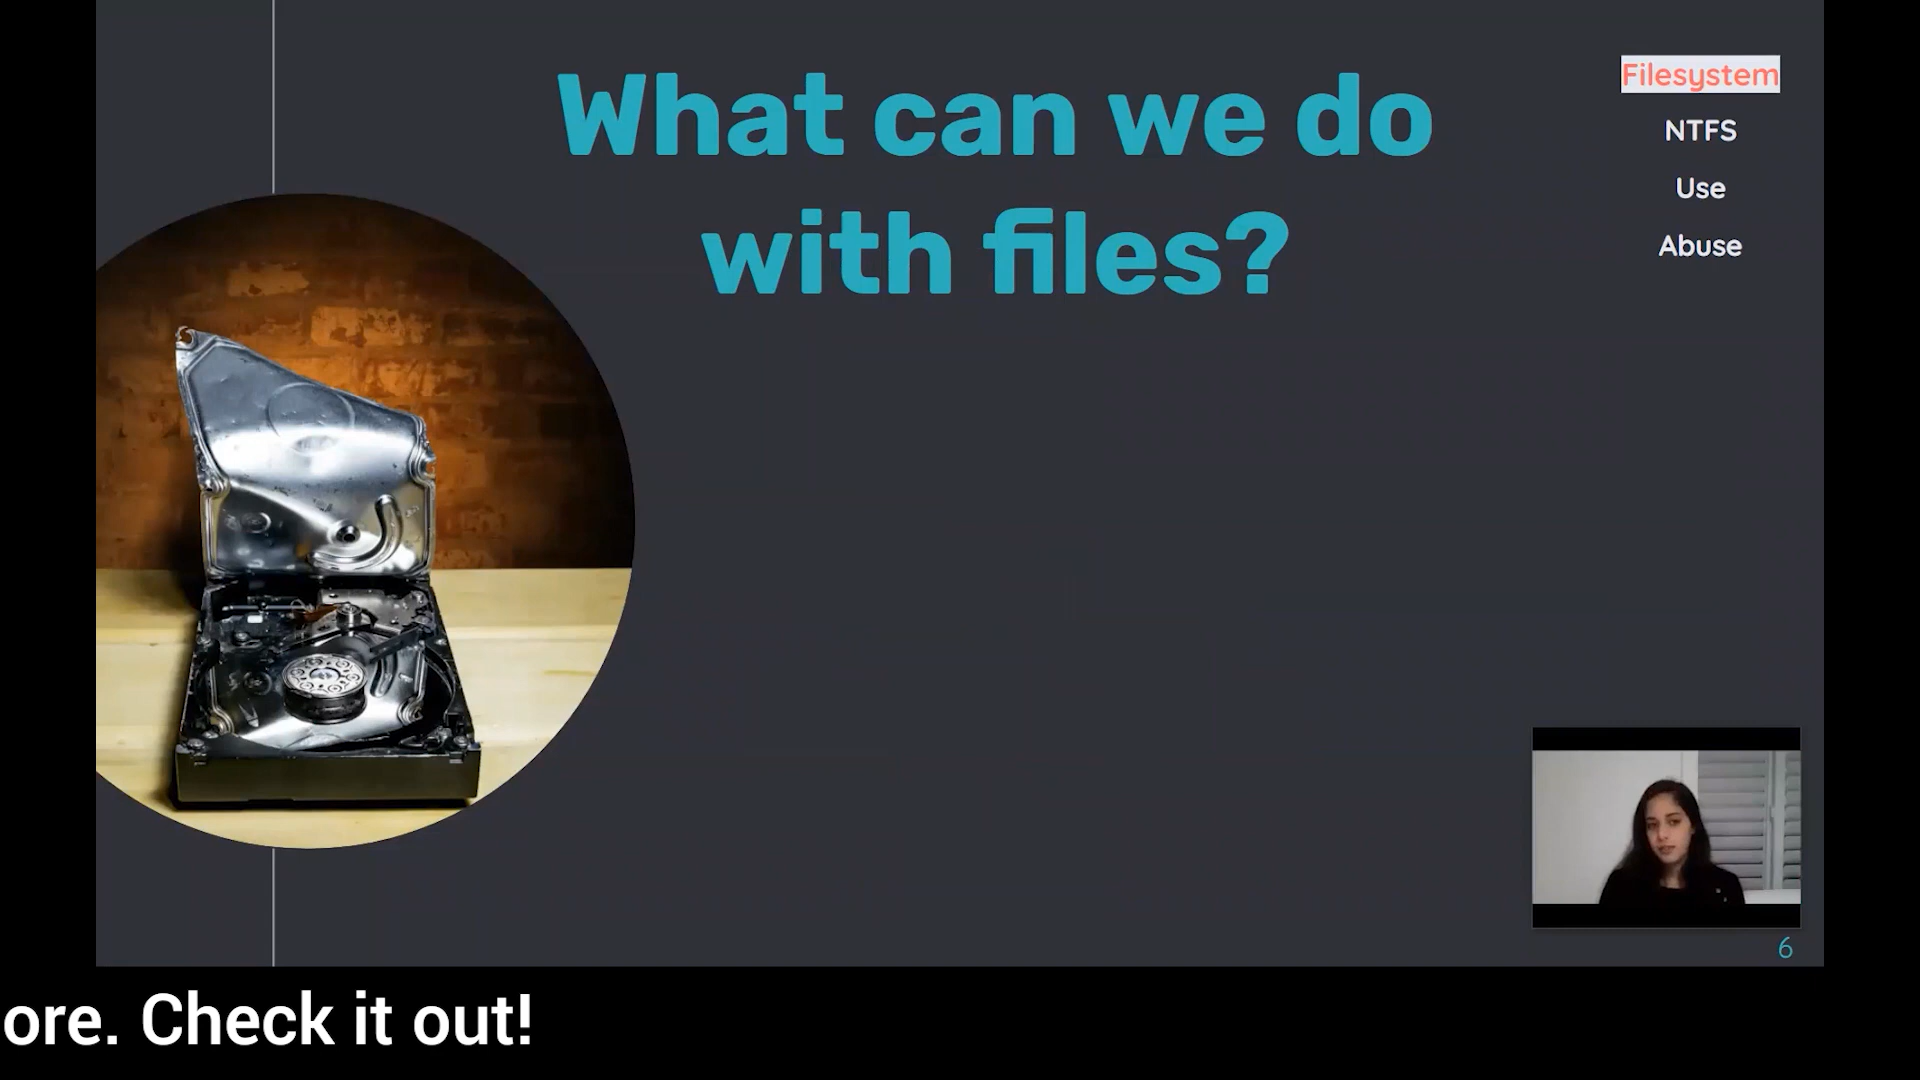 What can we do
with files?
Filesystem
NTFS
Use
Abuse
6
ore. Check it out!